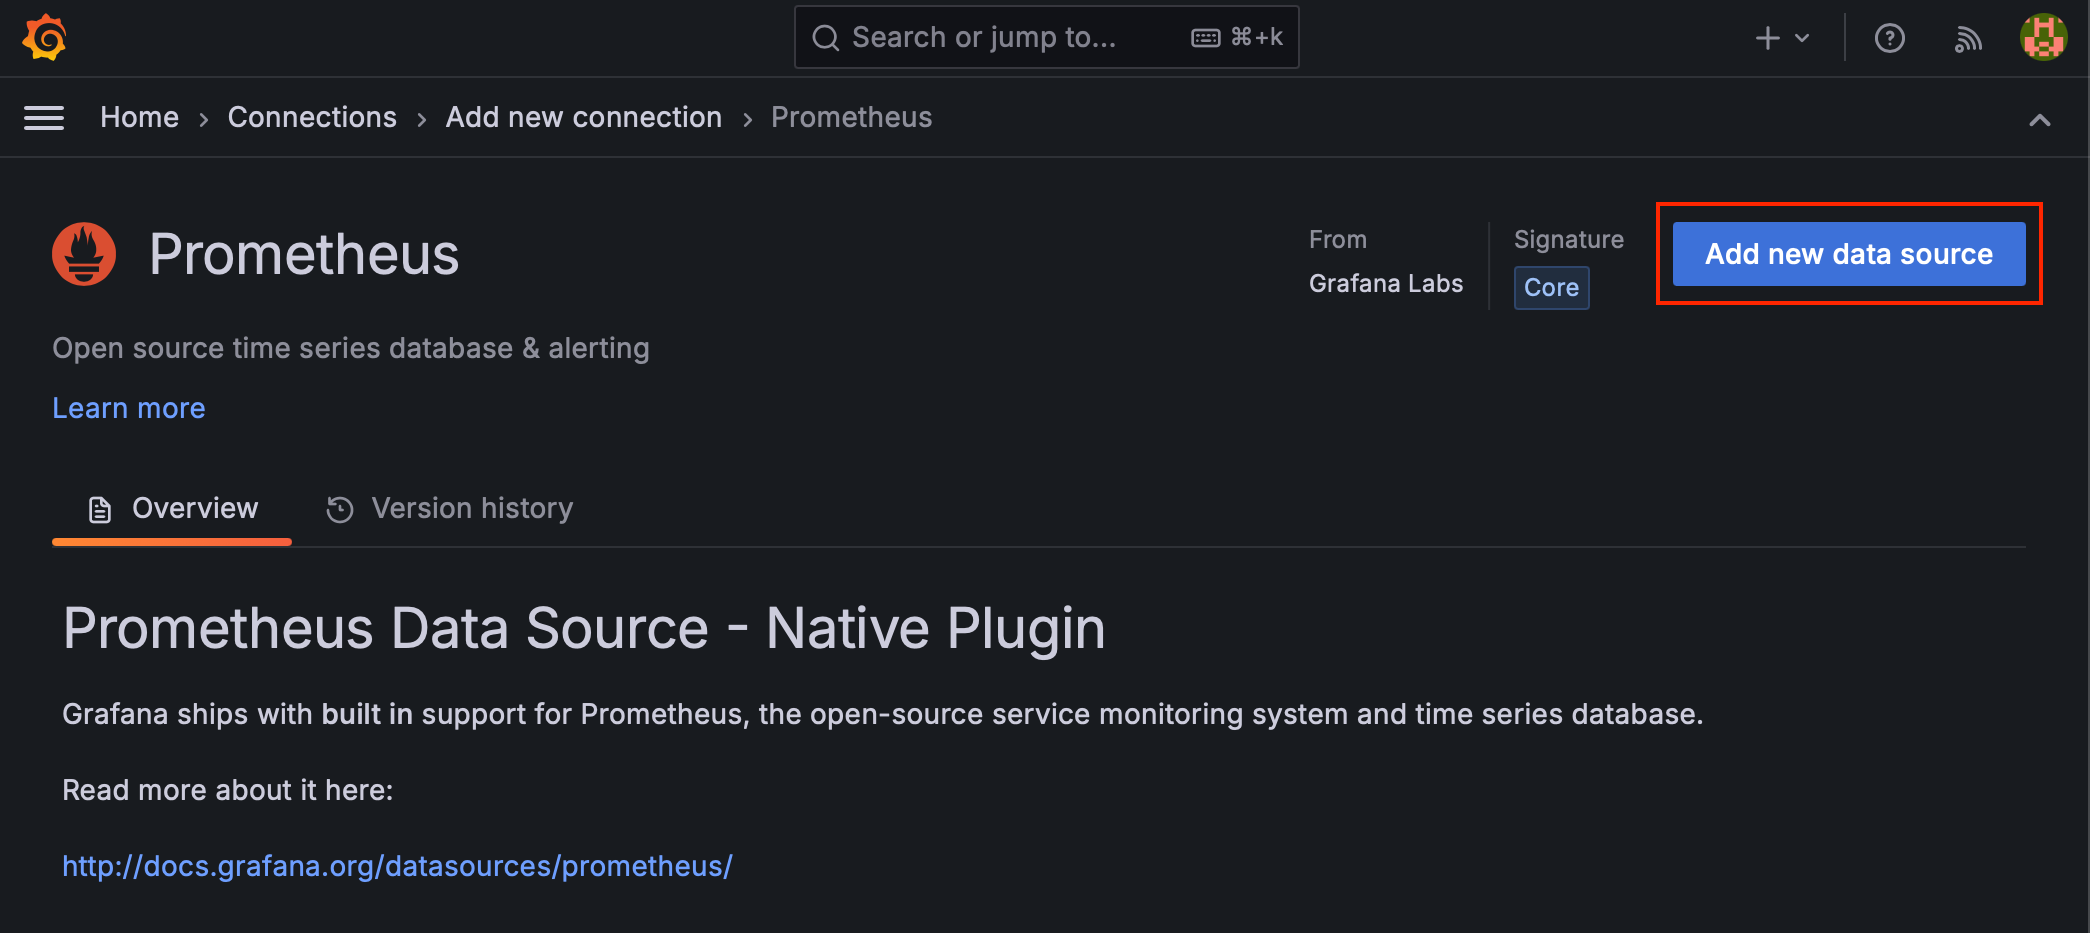 Search or jump to... ⌘+k
Home › Connections › Add new connection › Prometheus
Prometheus
From
Grafana Labs
Signature
Core
Add new data source
Open source time series database & alerting
Learn more
Overview
Version history
Prometheus Data Source - Native Plugin
Grafana ships with built in support for Prometheus, the open-source service monitoring system and time series database.
Read more about it here:
http://docs.grafana.org/datasources/prometheus/